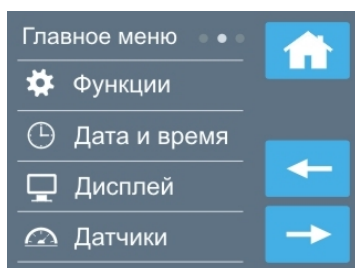 Главное меню
Функции
Дата и время
Дисплей
Датчики